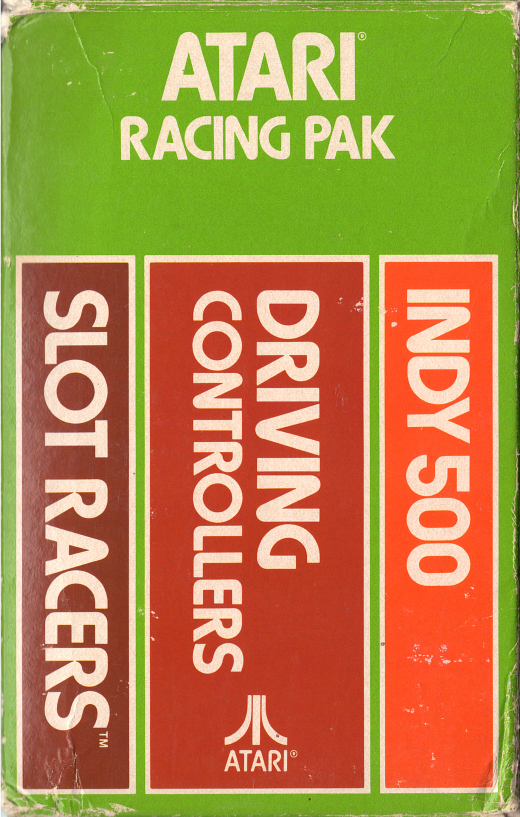 ATARI®
RACING PAK
SLOT RACERS™
DRIVING
CONTROLLERS
ATARI®
INDY 500